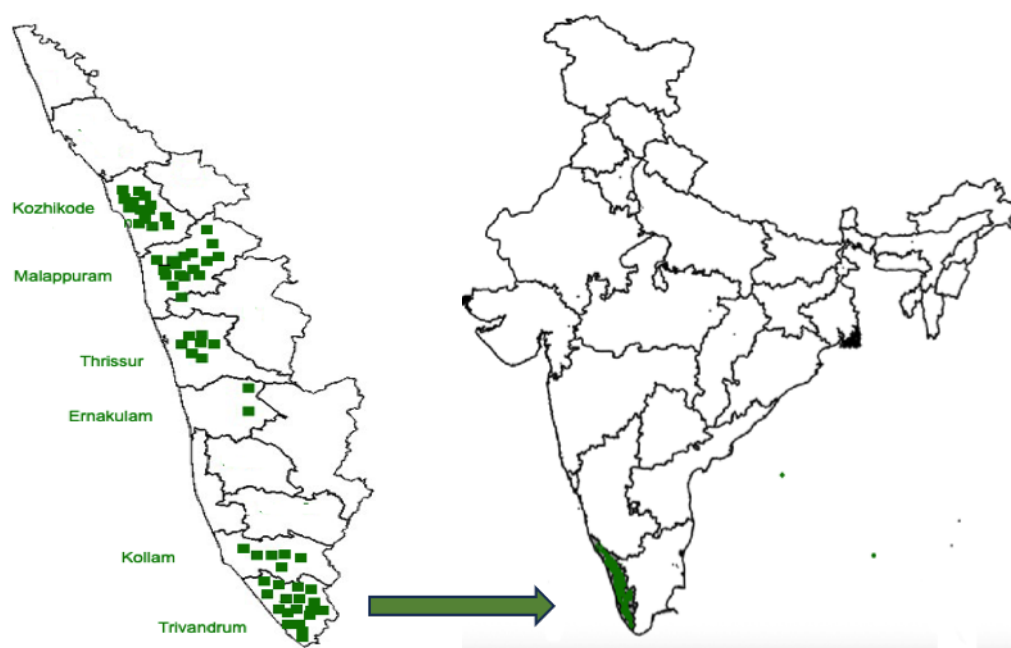 Kozhikode
Malappuram
Thrissur
Ernakulam
Kollam
Trivandrum